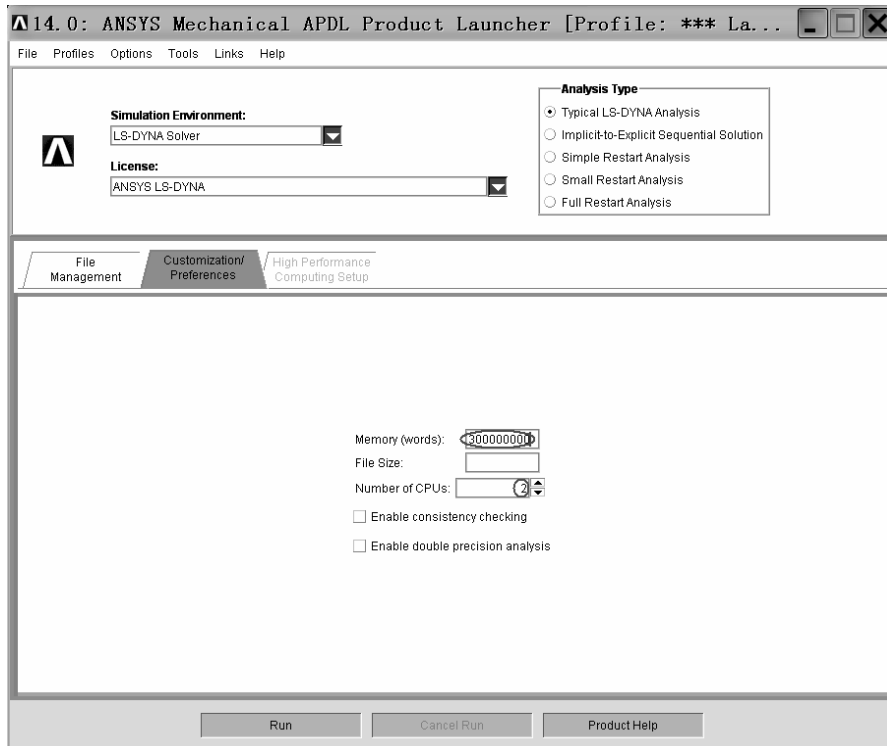 14.0: ANSYS Mechanical APDL Product Launcher [Profile: *** La...
File Profiles Options Tools Links Help
Simulation Environment:
LS-DYNA Solver
License:
ANSYS LS-DYNA
Analysis Type
Typical LS-DYNA Analysis
Implicit-to-Explicit Sequential Solution
Simple Restart Analysis
Small Restart Analysis
Full Restart Analysis
File
Management
Customization/
Preferences
High Performance
Computing Setup
Memory (words): 300000000
File Size:
Number of CPUs: 2
Enable consistency checking
Enable double precision analysis
Run Cancel Run Product Help